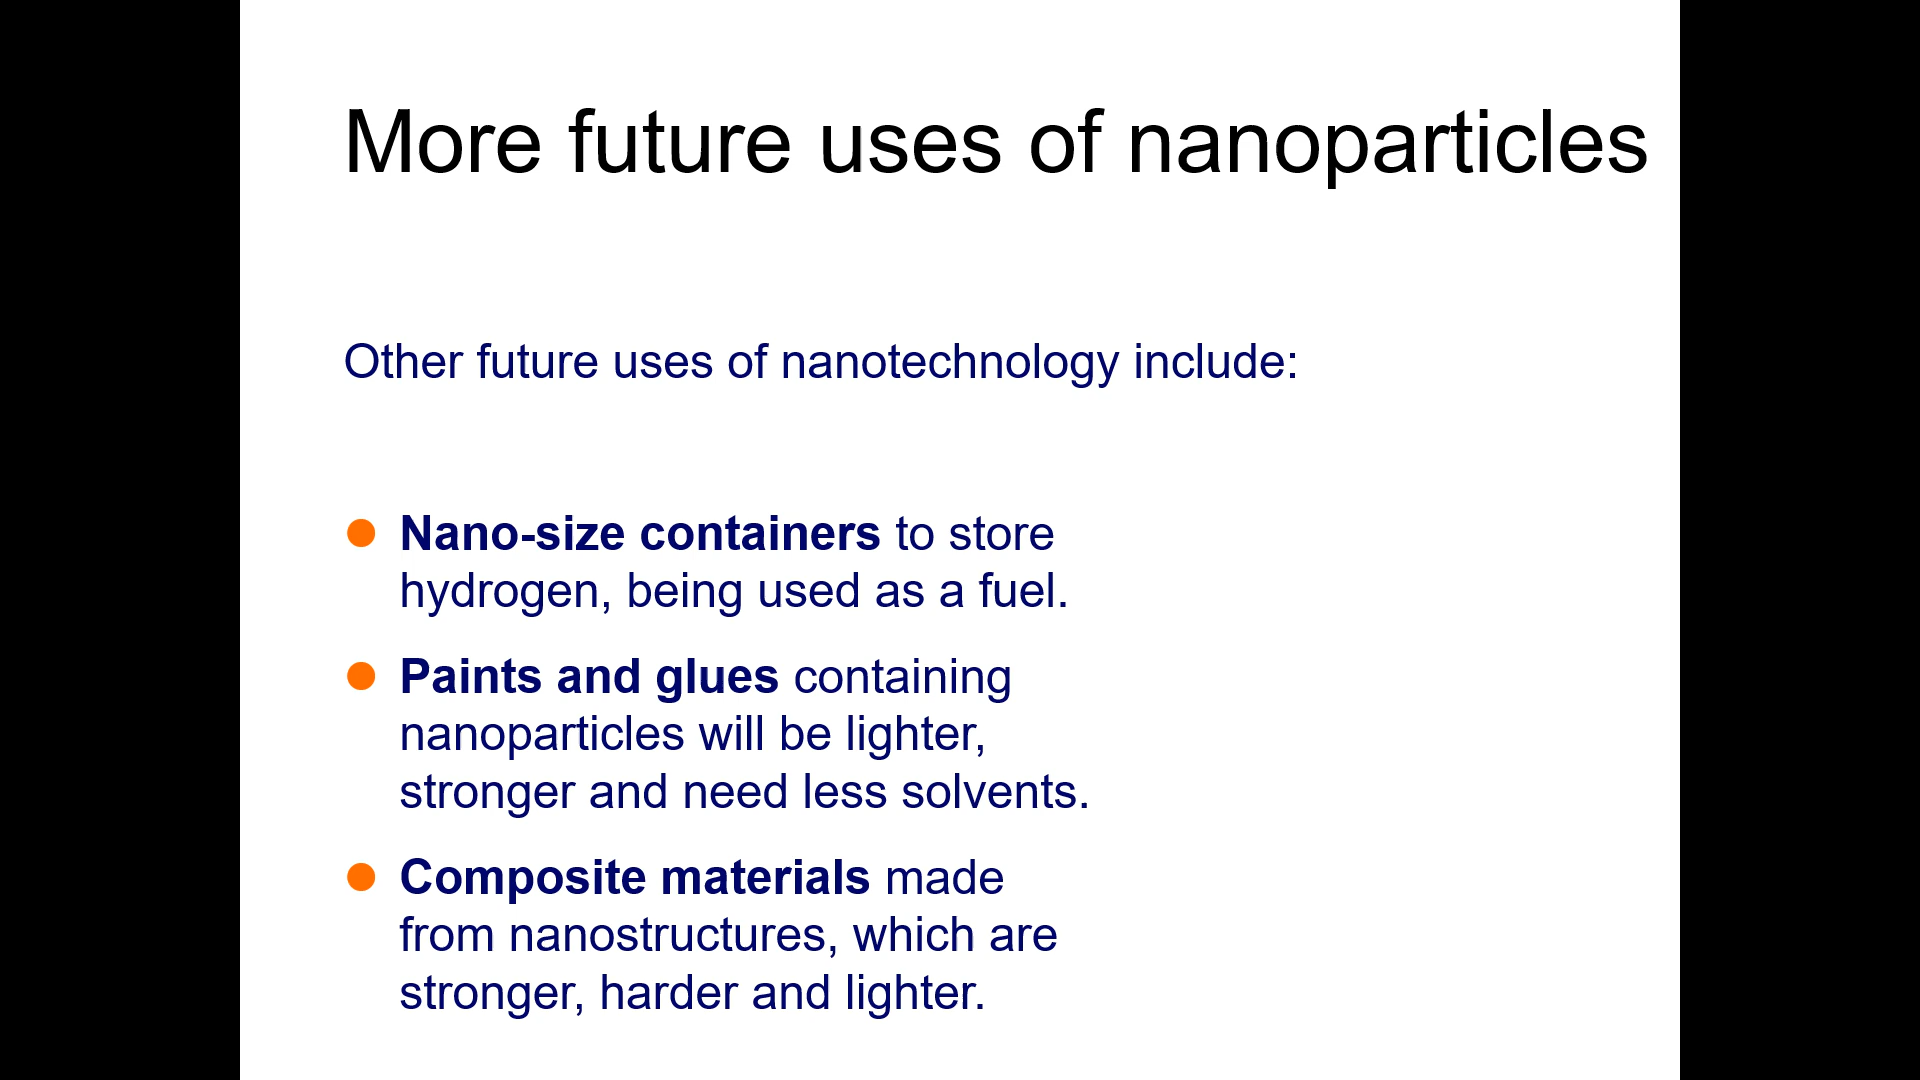 More future uses of nanoparticles
Other future uses of nanotechnology include:
Nano-size containers to store
hydrogen, being used as a fuel.
Paints and glues containing
nanoparticles will be lighter,
stronger and need less solvents.
Composite materials made
from nanostructures, which are
stronger, harder and lighter.